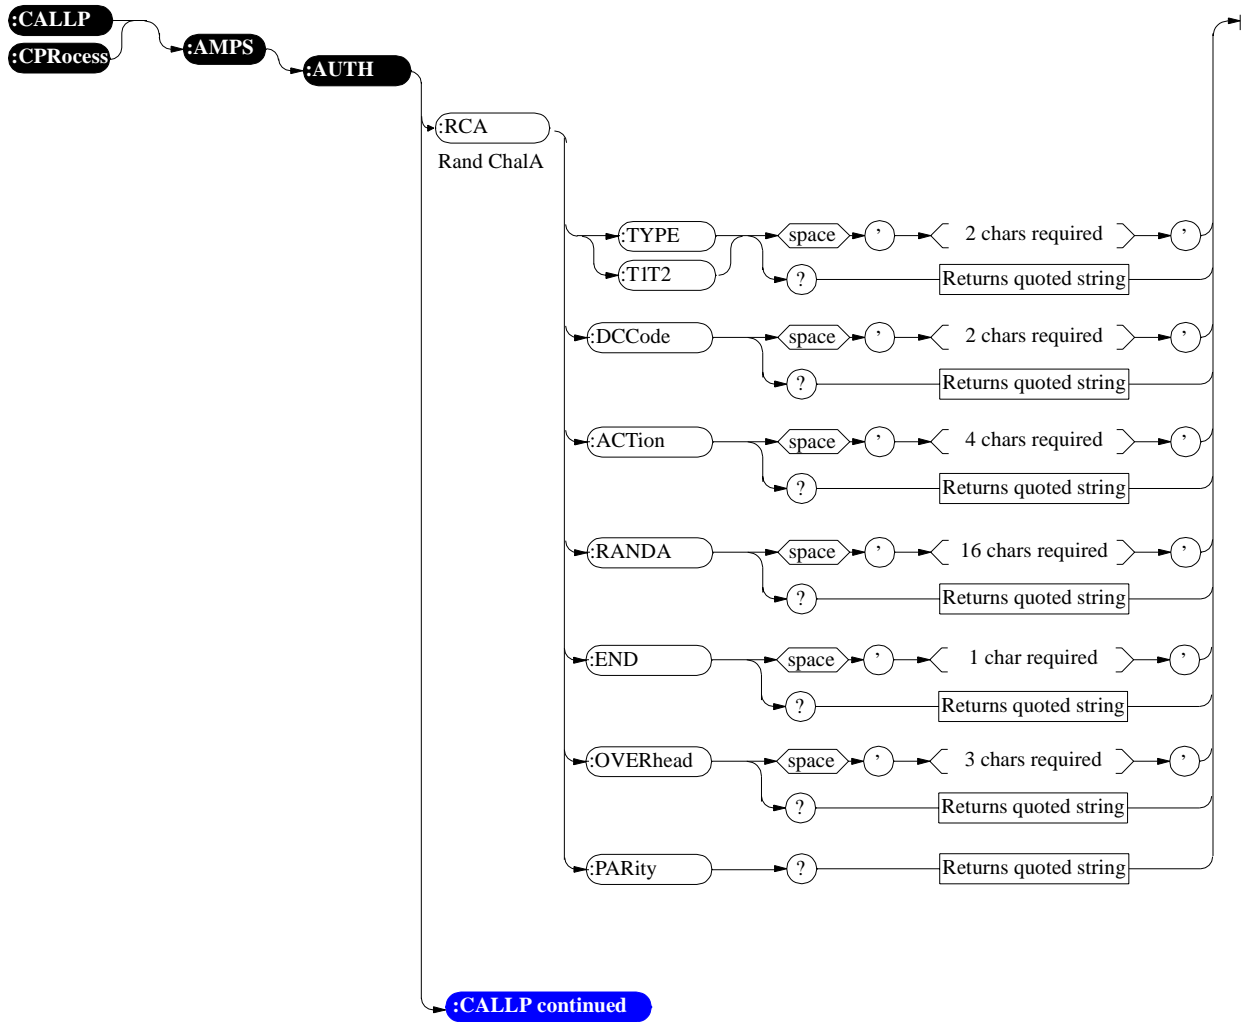 :CALLP
:CPRocess
:AMPS
:AUTH
:RCA
Rand ChalA
:TYPE space ’ 2 chars required ’
:T1T2 ? Returns quoted string
:DCCode space ’ 2 chars required ’
? Returns quoted string
:ACTion space ’ 4 chars required ’
? Returns quoted string
:RANDA space ’ 16 chars required ’
? Returns quoted string
:END space ’ 1 char required ’
? Returns quoted string
:OVERhead space ’ 3 chars required ’
? Returns quoted string
:PARity ? Returns quoted string
:CALLP continued